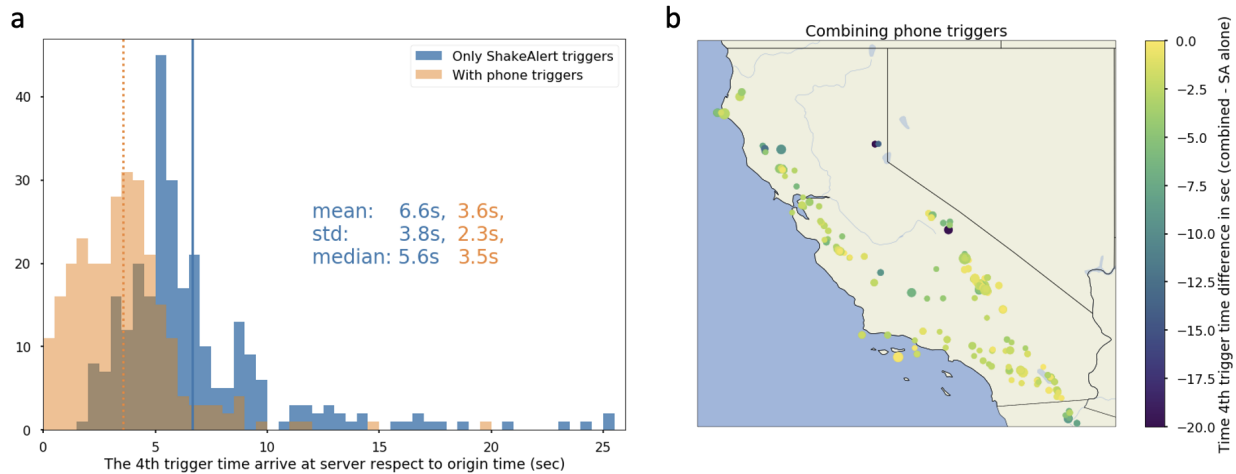 a
Only ShakeAlert triggers
With phone triggers
mean: 6.6s, 3.6s,
std: 3.8s, 2.3s,
median: 5.6s 3.5s
40
30
20
10
0
0 5 10 15 20 25
The 4th trigger time arrive at server respect to origin time (sec)
b
Combining phone triggers
0.0
−2.5
−5.0
−7.5
−10.0
−12.5
−15.0
−17.5
−20.0
Time 4th trigger time difference in sec (combined - SA alone)